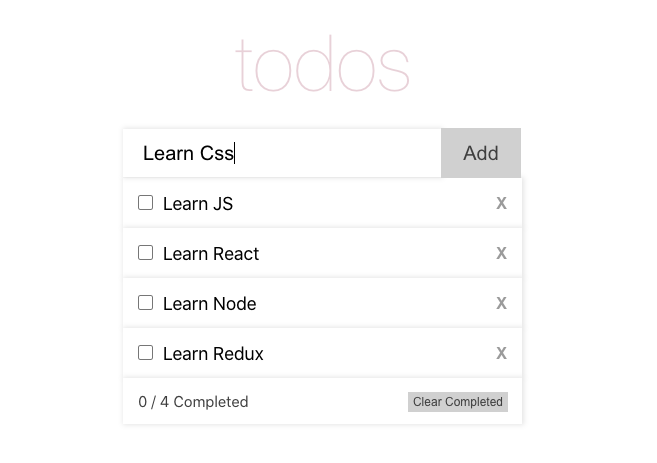 todos
Learn Css Add
Learn JS X
Learn React X
Learn Node X
Learn Redux X
0 / 4 Completed Clear Completed